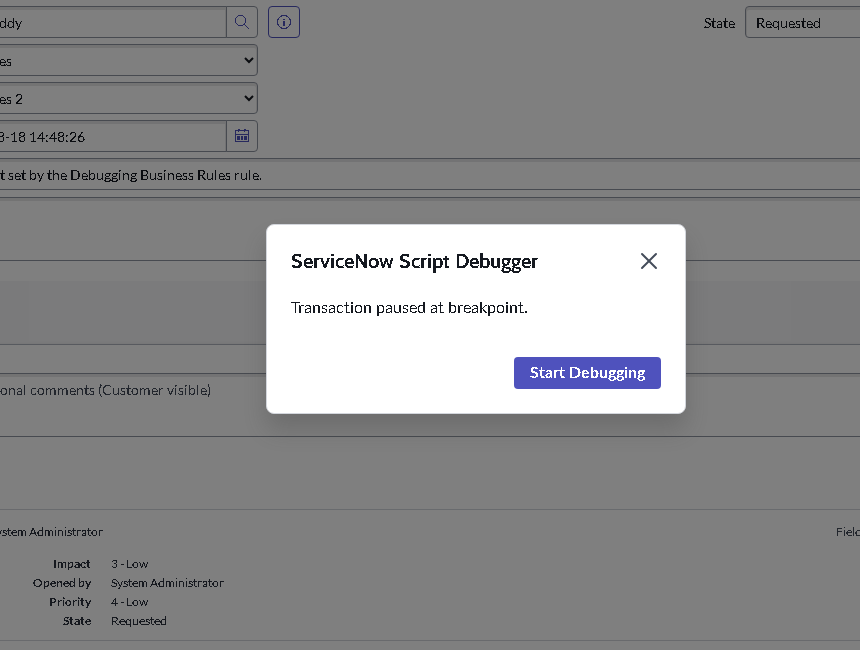 ddy
State
Requested
es
es 2
3-18 14:48:26
t set by the Debugging Business Rules rule.
ServiceNow Script Debugger
Transaction paused at breakpoint.
Start Debugging
onal comments (Customer visible)
ystem Administrator
Field
Impact 3 - Low
Opened by System Administrator
Priority 4 - Low
State Requested